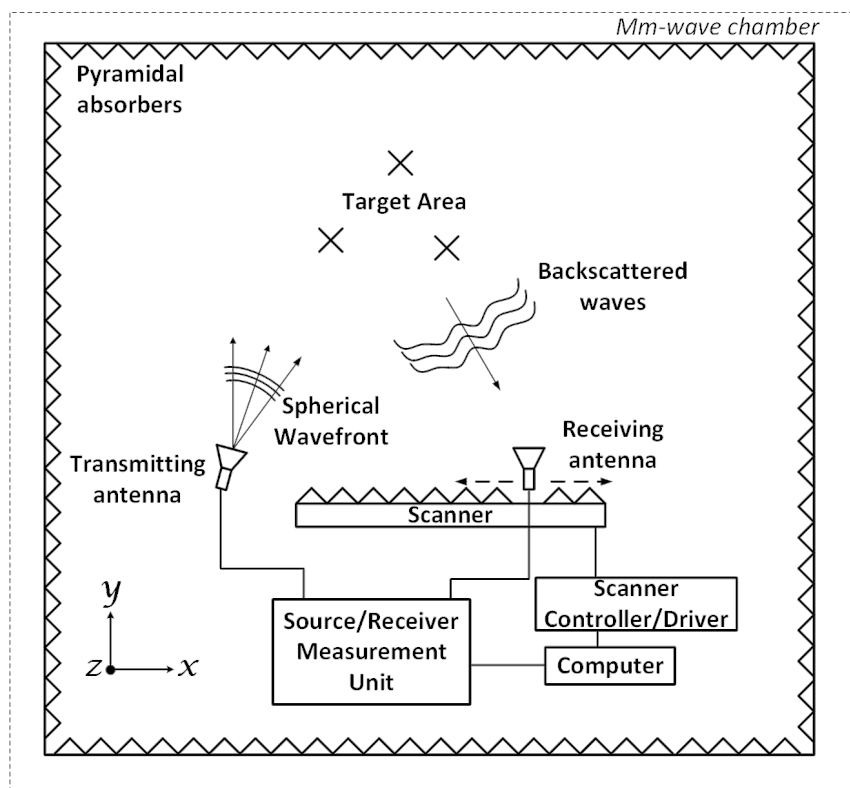 Mm-wave chamber
Pyramidal
absorbers
Target Area
Backscattered
waves
Spherical
Wavefront
Receiving
antenna
Transmitting
antenna
Scanner
Scanner
Controller/Driver
Source/Receiver
Measurement
Unit
Computer
y
z
x